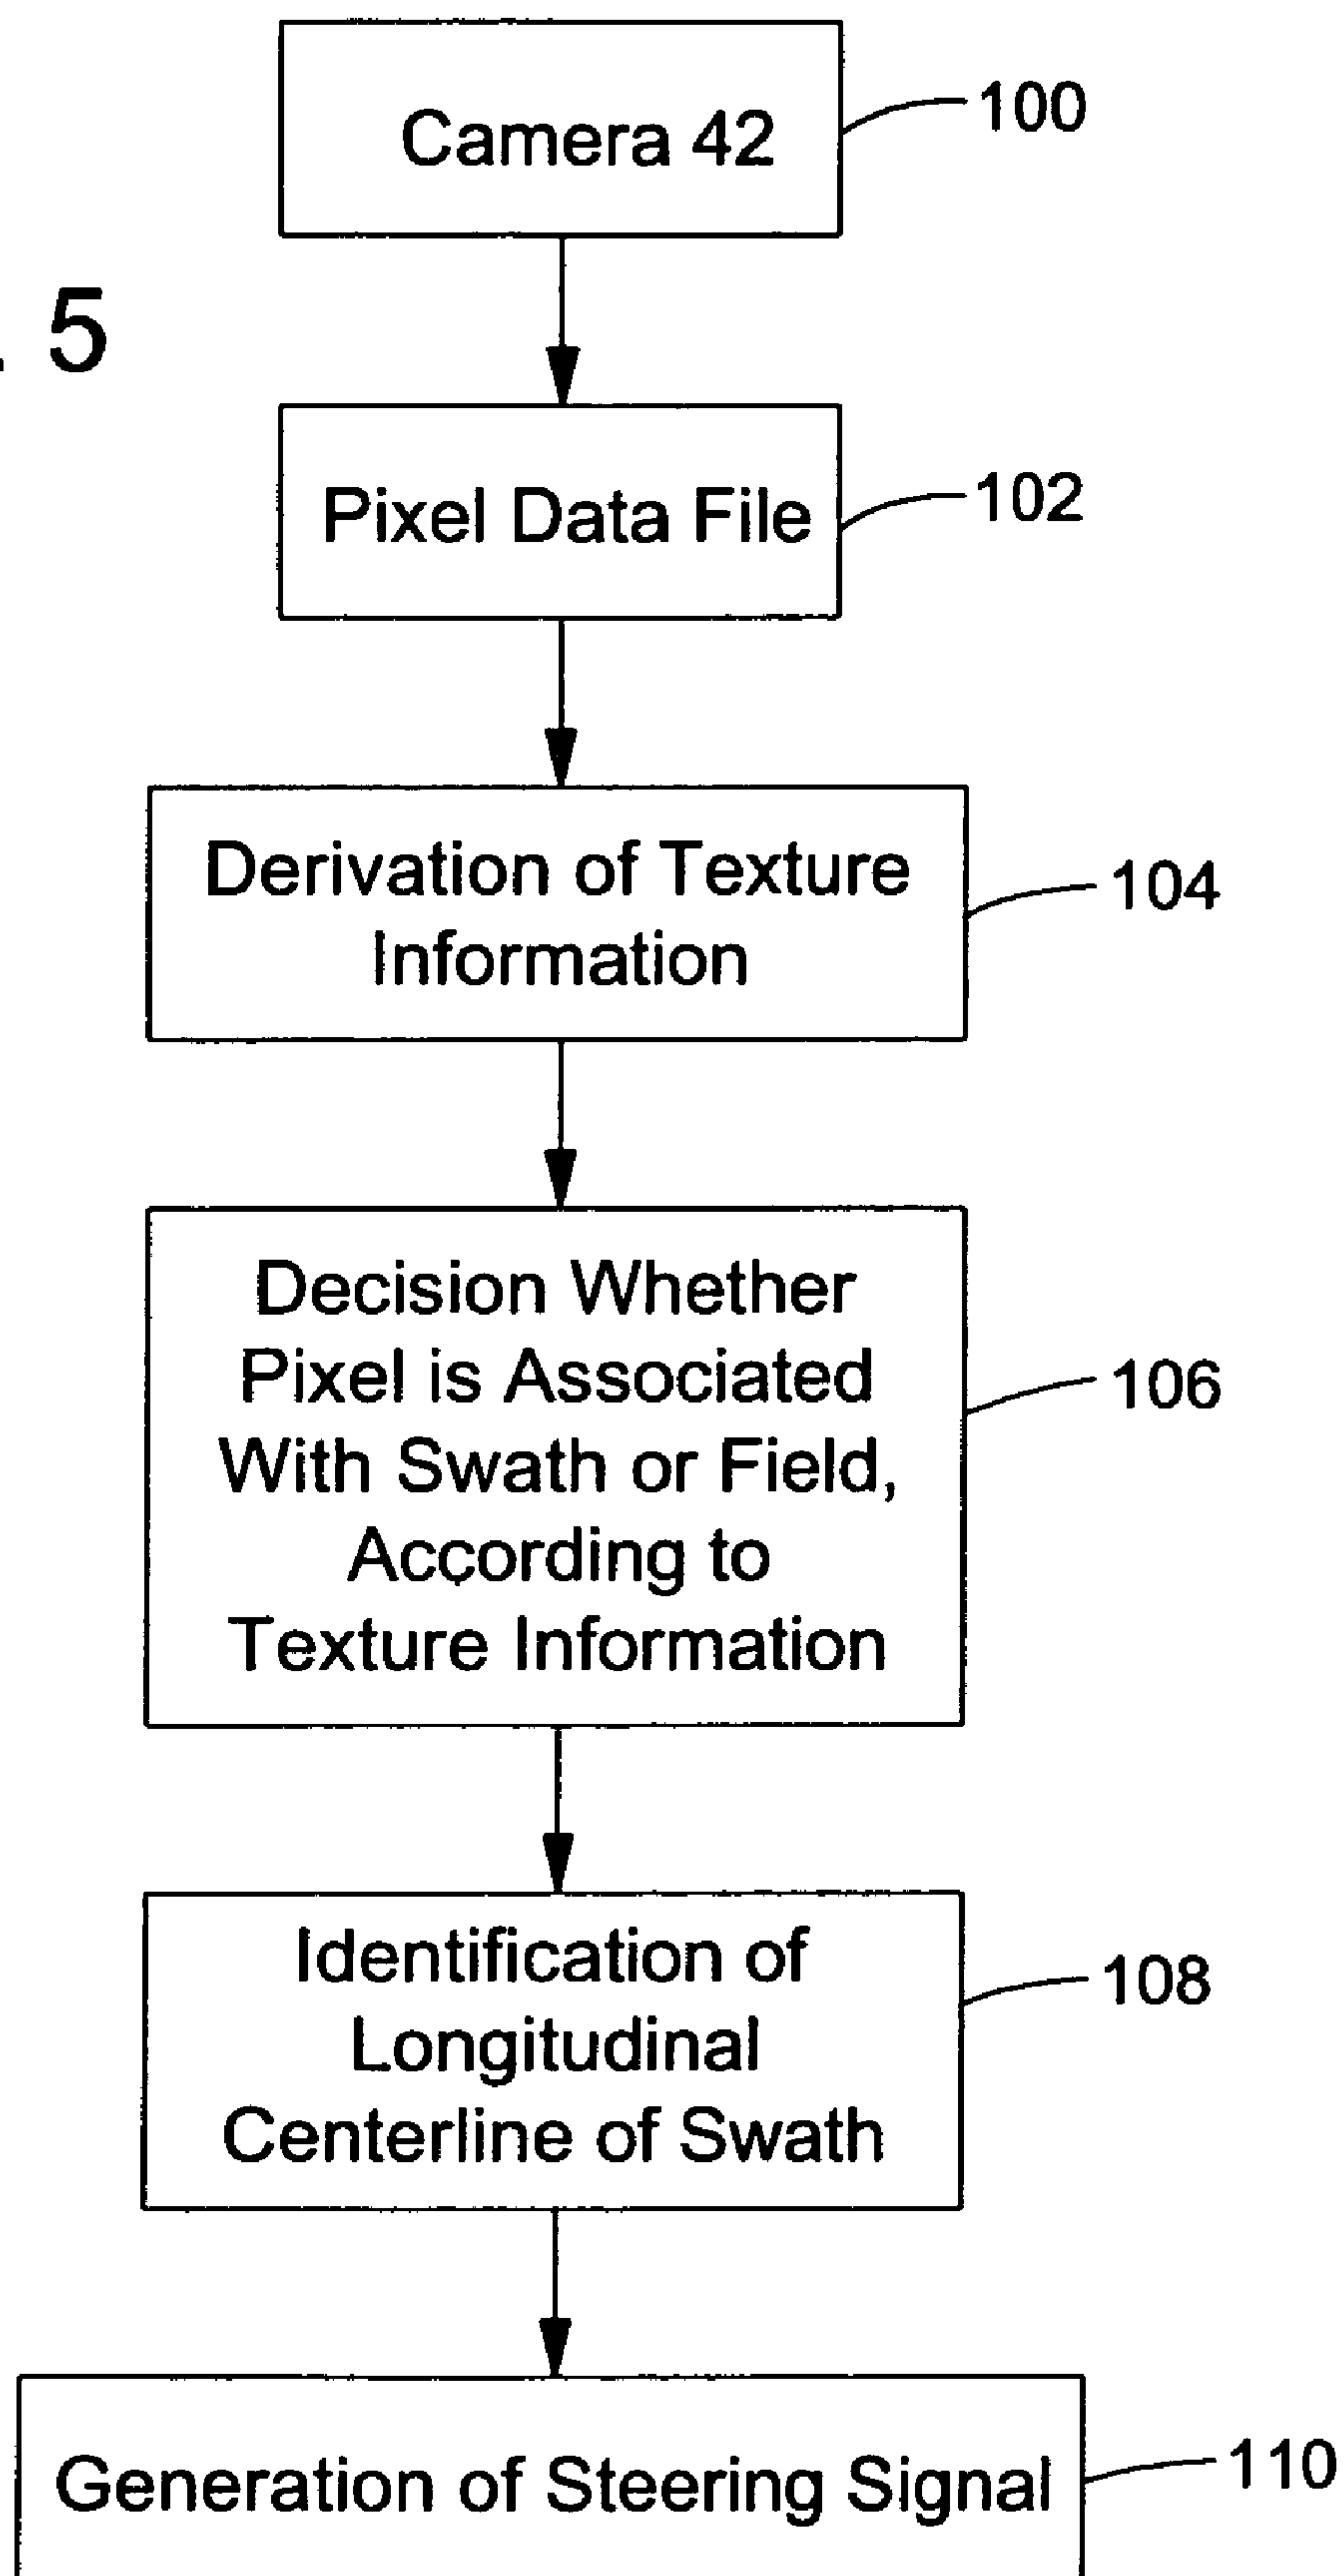 Camera 42
100
. 5
Pixel Data File
102
Derivation of Texture
Information
104
Decision Whether
Pixel is Associated
With Swath or Field,
According to
Texture Information
106
Identification of
Longitudinal
Centerline of Swath
108
Generation of Steering Signal
110